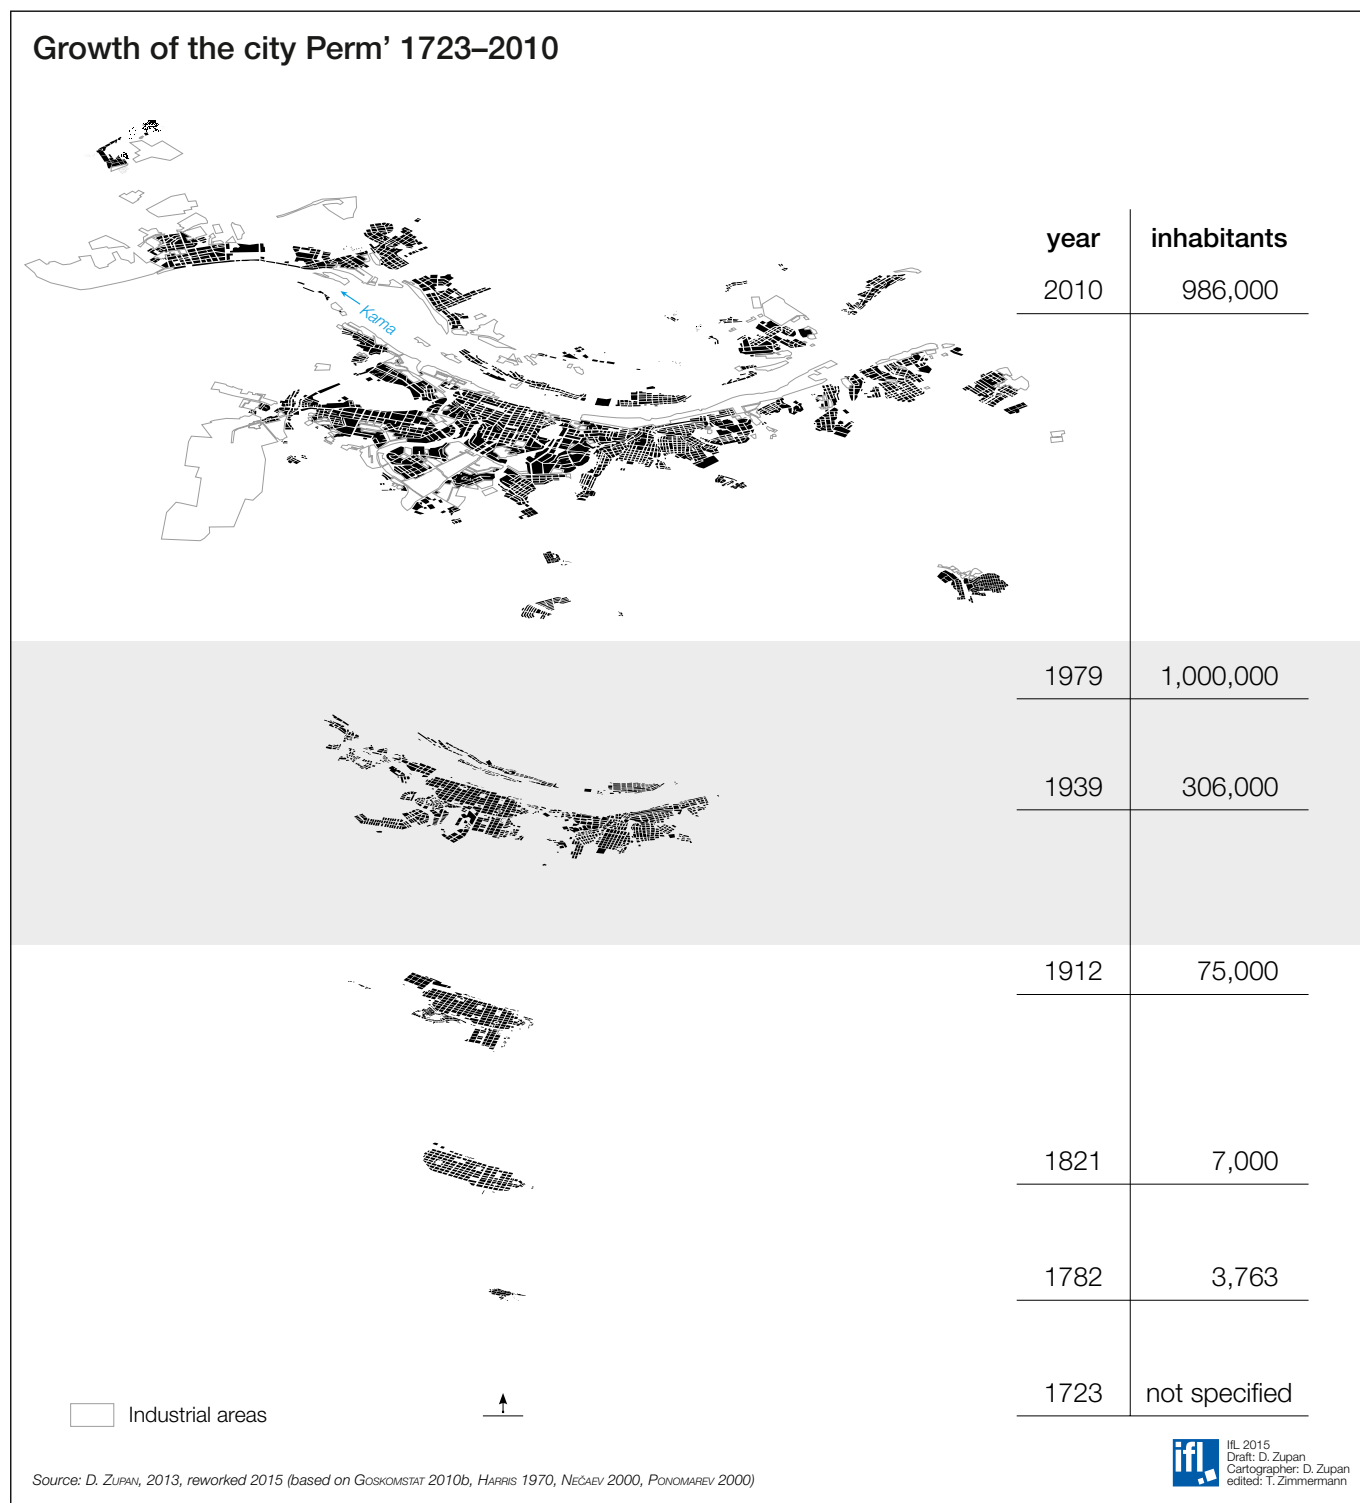 Growth of the city Perm’ 1723–2010
Kama
year inhabitants
2010 986,000
1979 1,000,000
1939 306,000
1912 75,000
1821 7,000
1782 3,763
1723 not specified
Industrial areas
Source: D. Zupan, 2013, reworked 2015 (based on Goskomstat 2010b, Harris 1970, Nečaev 2000, Ponomarev 2000)
ifl
IfL 2015
Draft: D. Zupan
Cartographer: D. Zupan
edited: T. Zimmermann